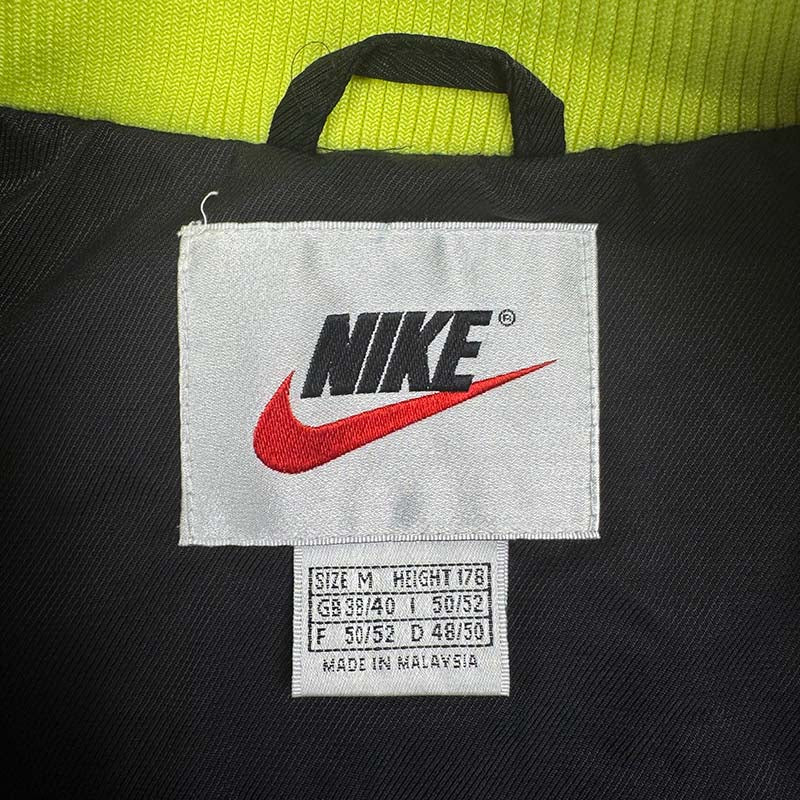 NIKE®
SIZE M HEIGHT 178
GB 38/40 I 50/52
F 50/52 D 48/50
MADE IN MALAYSIA